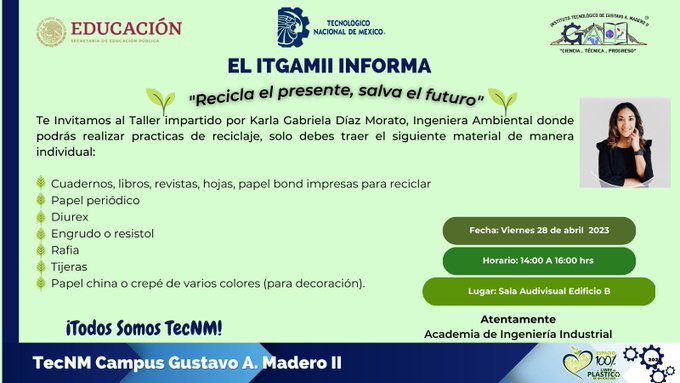 EDUCACIÓN
SECRETARÍA DE EDUCACIÓN PÚBLICA
TECNOLÓGICO
NACIONAL DE MÉXICO
INSTITUTO TECNOLÓGICO DE GUSTAVO A. MADERO II
"CIENCIA, TÉCNICA, PROGRESO"
EL ITGAMII INFORMA
"Recicla el presente, salva el futuro"
Te Invitamos al Taller impartido por Karla Gabriela Díaz Morato, Ingeniera Ambiental donde
podrás realizar practicas de reciclaje, solo debes traer el siguiente material de manera
individual:
Cuadernos, libros, revistas, hojas, papel bond impresas para reciclar
Papel periódico
Diurex
Engrudo o resistol
Rafia
Tijeras
Papel china o crepé de varios colores (para decoración).
Fecha: Viernes 28 de abril 2023
Horario: 14:00 A 16:00 hrs
Lugar: Sala Audivisual Edificio B
Atentamente
Academia de Ingeniería Industrial
¡Todos Somos TecNM!
TecNM Campus Gustavo A. Madero II
100%
LIBRE DE
PLÁSTICO